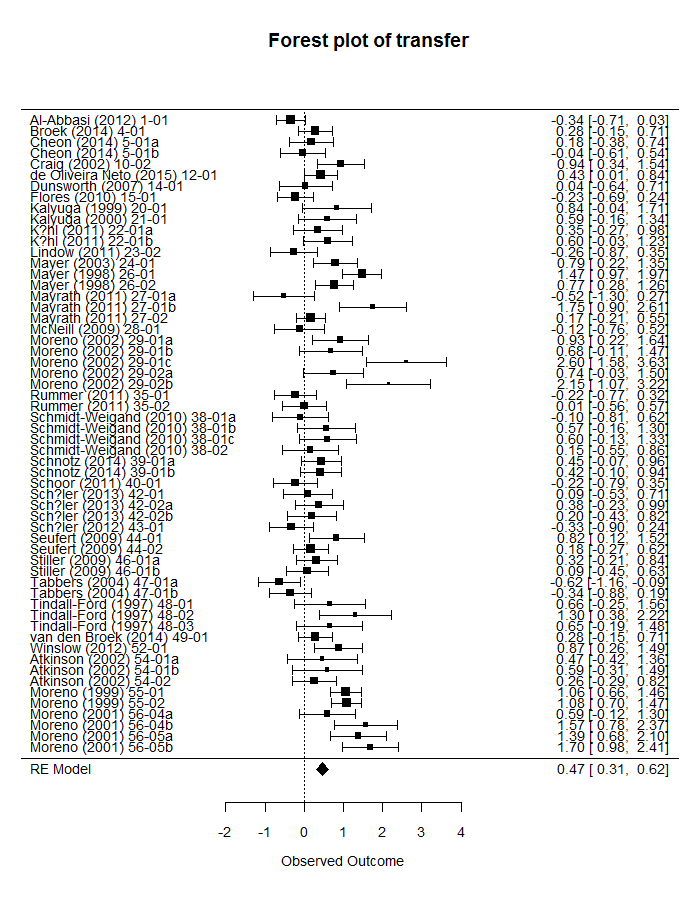 Forest plot of transfer
Al-Abbasi (2012) 1-01 -0.34 [-0.71, 0.03]
Broek (2014) 4-01 0.28 [-0.15, 0.71]
Cheon (2014) 5-01a 0.18 [-0.38, 0.74]
Cheon (2014) 5-01b -0.04 [-0.61, 0.54]
Craig (2002) 10-02 0.94 [ 0.34, 1.54]
de Oliveira Neto (2015) 12-01 0.43 [ 0.01, 0.84]
Dunsworth (2007) 14-01 0.04 [-0.64, 0.71]
Flores (2010) 15-01 -0.23 [-0.69, 0.24]
Kalyuga (1999) 20-01 0.84 [-0.04, 1.71]
Kalyuga (2000) 21-01 0.59 [-0.16, 1.34]
K?hl (2011) 22-01a 0.35 [-0.27, 0.98]
K?hl (2011) 22-01b 0.60 [-0.03, 1.23]
Lindow (2011) 23-02 -0.26 [-0.87, 0.35]
Mayer (2003) 24-01 0.79 [ 0.22, 1.35]
Mayer (1998) 26-01 1.47 [ 0.97, 1.97]
Mayer (1998) 26-02 0.77 [ 0.28, 1.26]
Mayrath (2011) 27-01a -0.52 [-1.30, 0.27]
Mayrath (2011) 27-01b 1.75 [ 0.90, 2.61]
Mayrath (2011) 27-02 0.17 [-0.21, 0.55]
McNeill (2009) 28-01 -0.12 [-0.76, 0.52]
Moreno (2002) 29-01a 0.93 [ 0.22, 1.64]
Moreno (2002) 29-01b 0.68 [-0.11, 1.47]
Moreno (2002) 29-01c 2.60 [ 1.58, 3.63]
Moreno (2002) 29-02a 0.74 [-0.03, 1.50]
Moreno (2002) 29-02b 2.15 [ 1.07, 3.22]
Rummer (2011) 35-01 -0.22 [-0.77, 0.32]
Rummer (2011) 35-02 0.01 [-0.56, 0.57]
Schmidt-Weigand (2010) 38-01a -0.10 [-0.81, 0.62]
Schmidt-Weigand (2010) 38-01b 0.57 [-0.16, 1.30]
Schmidt-Weigand (2010) 38-01c 0.60 [-0.13, 1.33]
Schmidt-Weigand (2010) 38-02 0.15 [-0.55, 0.86]
Schnotz (2014) 39-01a 0.45 [-0.07, 0.96]
Schnotz (2014) 39-01b 0.42 [-0.10, 0.94]
Schoor (2011) 40-01 -0.22 [-0.79, 0.35]
Sch?ler (2013) 42-01 0.09 [-0.53, 0.71]
Sch?ler (2013) 42-02a 0.38 [-0.23, 0.99]
Sch?ler (2013) 42-02b 0.20 [-0.43, 0.82]
Sch?ler (2012) 43-01 -0.33 [-0.90, 0.24]
Seufert (2009) 44-01 0.82 [ 0.12, 1.52]
Seufert (2009) 44-02 0.18 [-0.27, 0.62]
Stiller (2009) 46-01a 0.32 [-0.21, 0.84]
Stiller (2009) 46-01b 0.09 [-0.45, 0.63]
Tabbers (2004) 47-01a -0.62 [-1.16, -0.09]
Tabbers (2004) 47-01b -0.34 [-0.88, 0.19]
Tindall-Ford (1997) 48-01 0.66 [-0.25, 1.56]
Tindall-Ford (1997) 48-02 1.30 [ 0.38, 2.22]
Tindall-Ford (1997) 48-03 0.65 [-0.19, 1.48]
van den Broek (2014) 49-01 0.28 [-0.15, 0.71]
Winslow (2012) 52-01 0.87 [ 0.26, 1.49]
Atkinson (2002) 54-01a 0.47 [-0.42, 1.36]
Atkinson (2002) 54-01b 0.59 [-0.31, 1.49]
Atkinson (2002) 54-02 0.26 [-0.29, 0.82]
Moreno (1999) 55-01 1.06 [ 0.66, 1.46]
Moreno (1999) 55-02 1.08 [ 0.70, 1.47]
Moreno (2001) 56-04a 0.59 [-0.12, 1.30]
Moreno (2001) 56-04b 1.57 [ 0.78, 2.37]
Moreno (2001) 56-05a 1.39 [ 0.68, 2.10]
Moreno (2001) 56-05b 1.70 [ 0.98, 2.41]
RE Model 0.47 [ 0.31, 0.62]
-2 -1 0 1 2 3 4
Observed Outcome